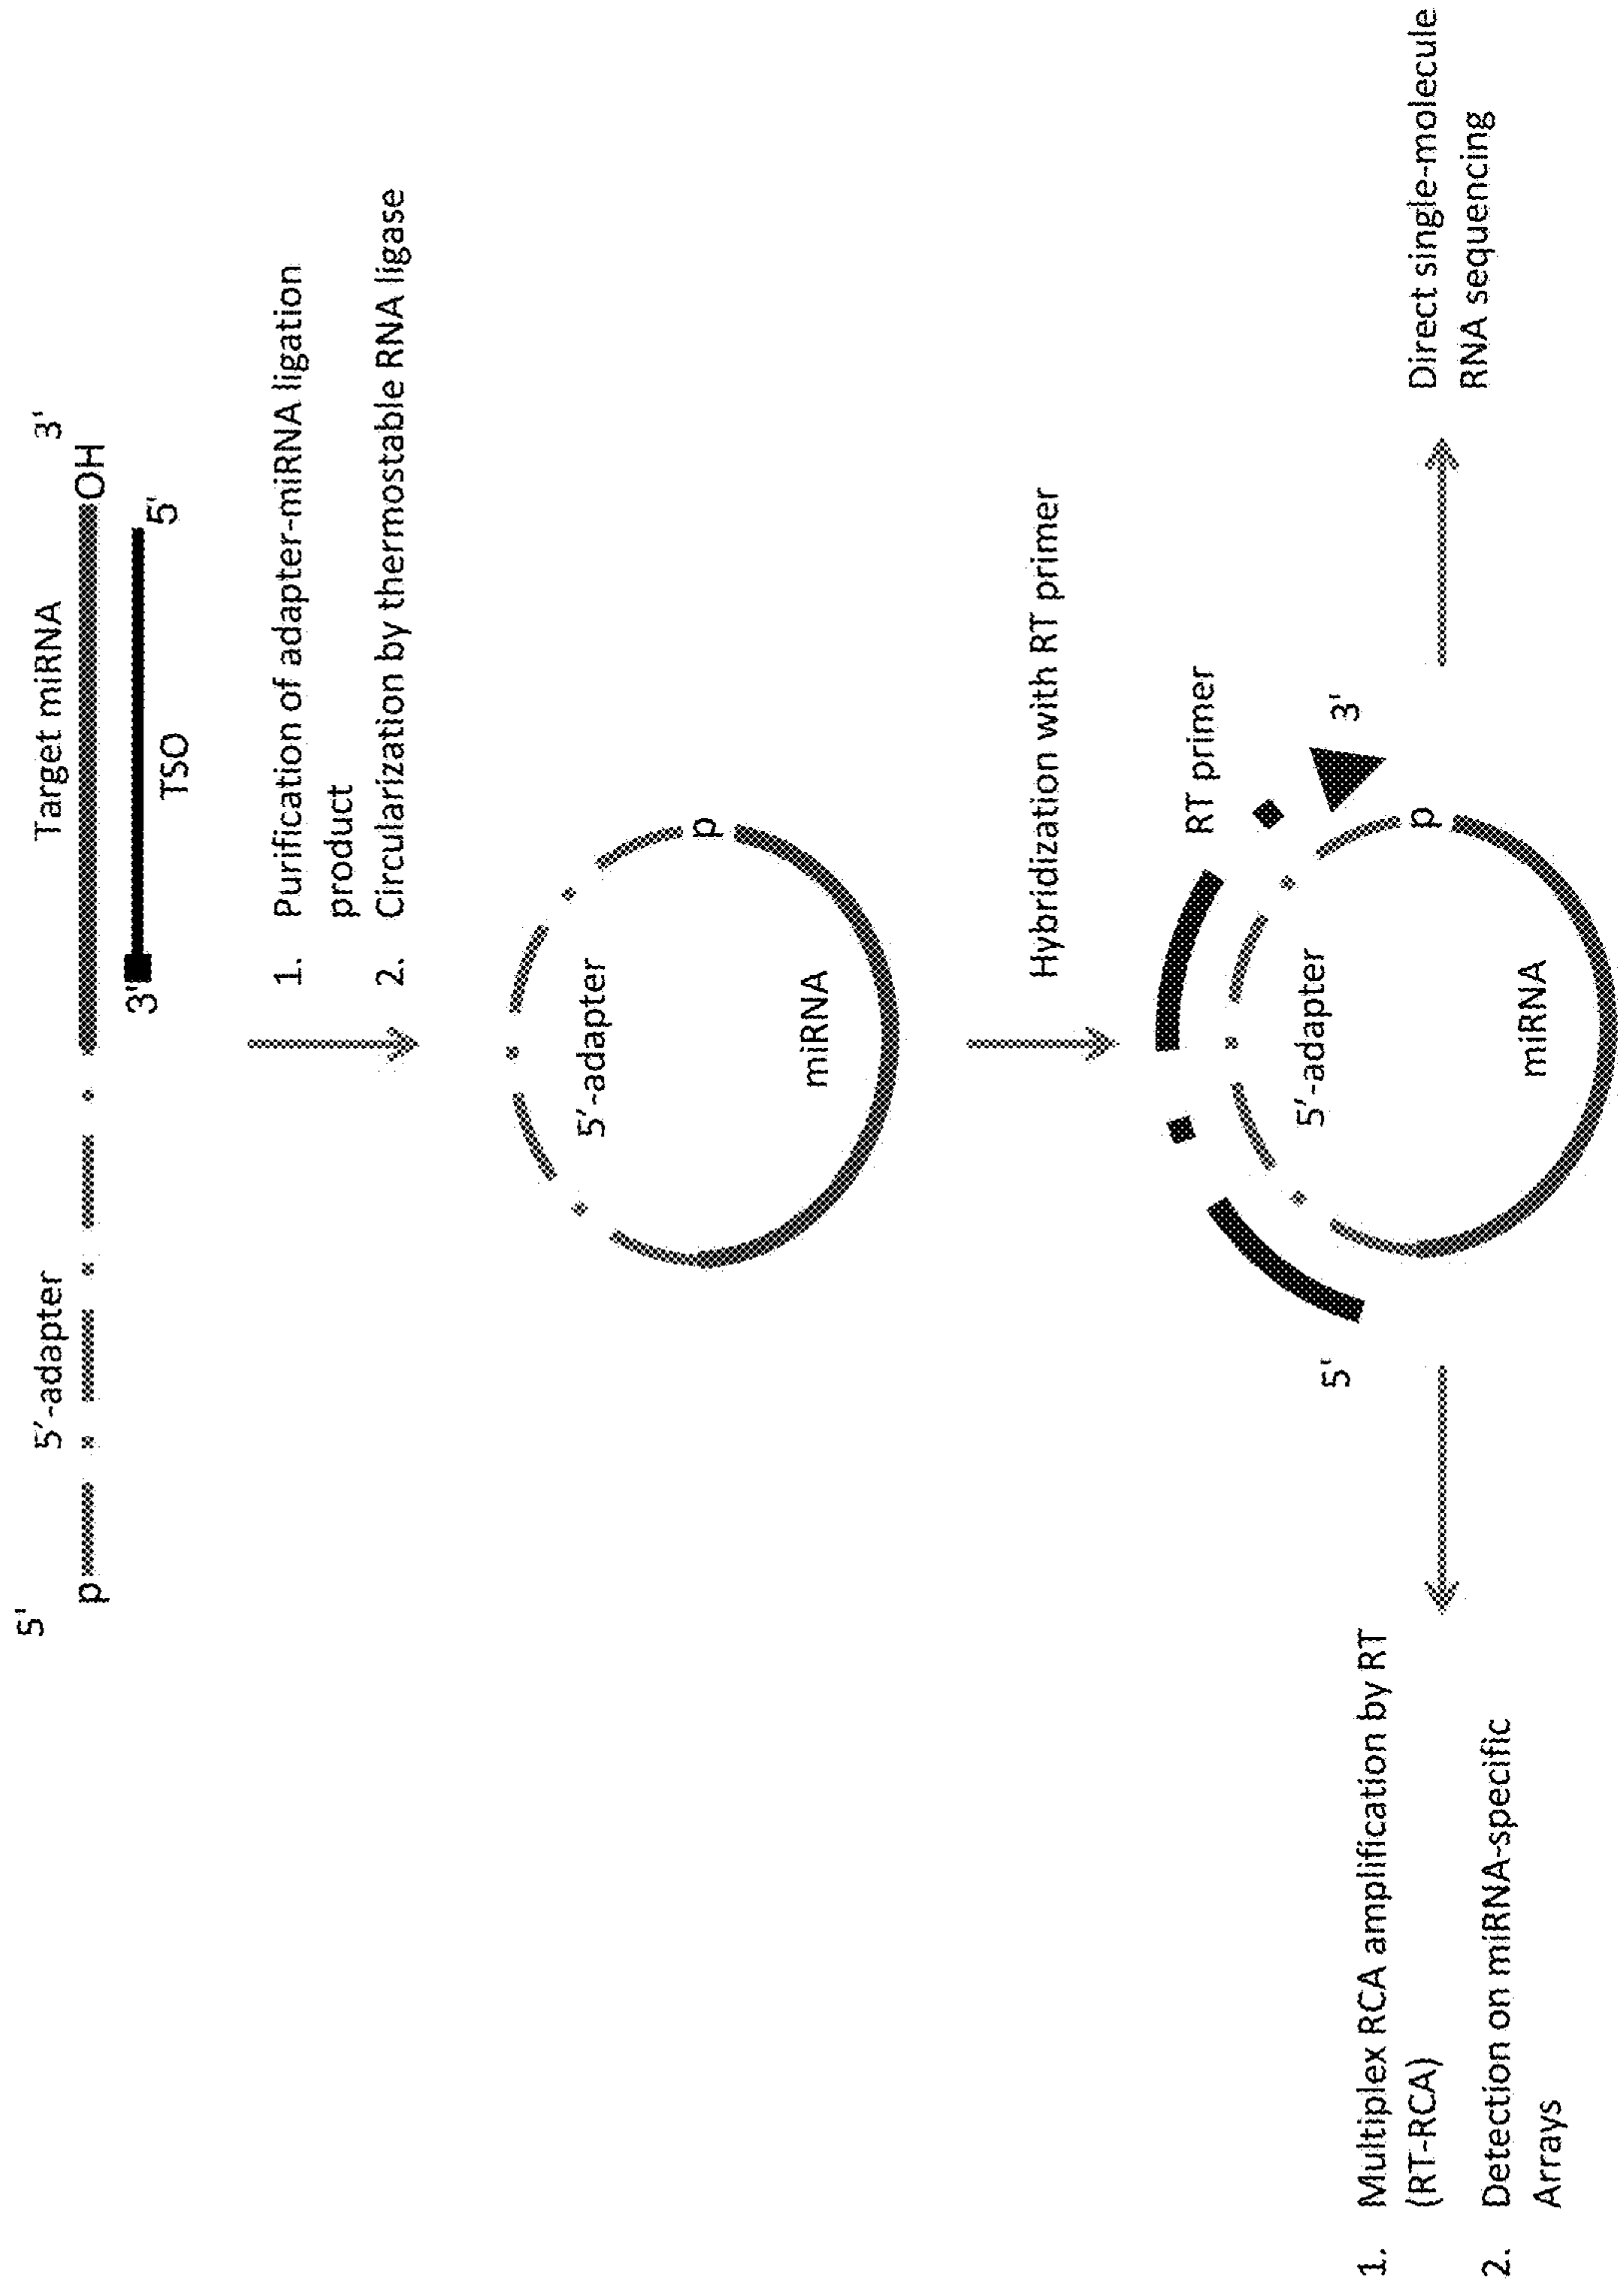 5'
5'-adapter
Target miRNA
3'
p
OH
3'
5'
TSO
1. Purification of adapter-miRNA ligation
product
2. Circularization by thermostable RNA ligase
5'-adapter
p
miRNA
Hybridization with RT primer
RT primer
5'
3'
5'-adapter
p
miRNA
1. Multiplex RCA amplification by RT
(RT-RCA)
2. Detection on miRNA-specific
Arrays
Direct single-molecule
RNA sequencing